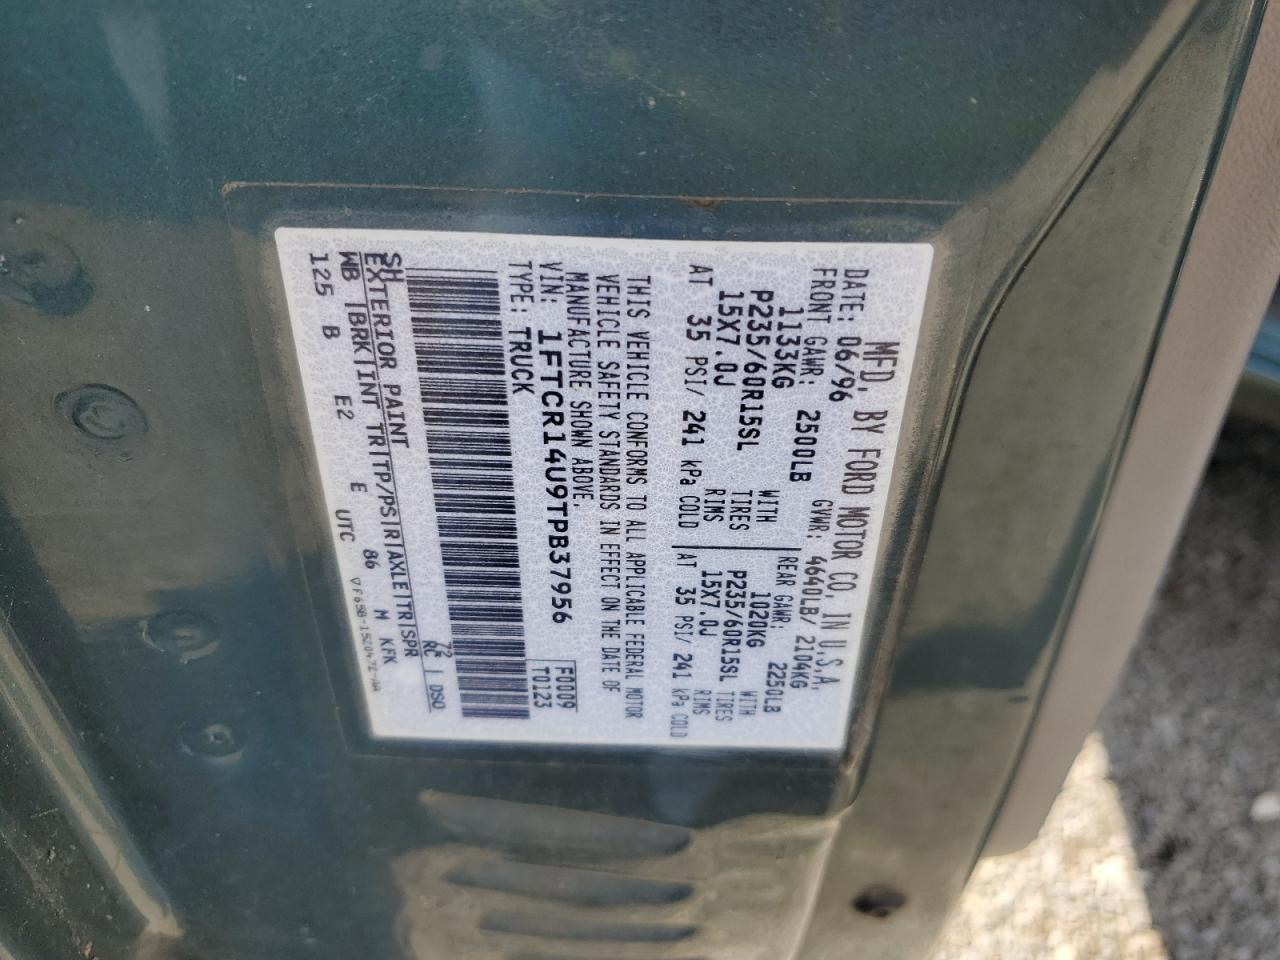 MFD. BY FORD MOTOR CO. IN U.S.A.
DATE: 06/96 GVWR: 4640LB/ 2104KG
FRONT GAWR: 2500LB REAR GAWR: 2250LB
1133KG WITH 1020KG WITH
P235/60R15SL TIRES P235/60R15SL TIRES
15X7.0J RIMS 15X7.0J RIMS
AT 35 PSI/ 241 kPa COLD AT 35 PSI/ 241 kPa COLD
THIS VEHICLE CONFORMS TO ALL APPLICABLE FEDERAL MOTOR
VEHICLE SAFETY STANDARDS IN EFFECT ON THE DATE OF
MANUFACTURE SHOWN ABOVE.
VIN: 1FTCR14U9TPB37956 F0009
TYPE: TRUCK T0123
72
SH RC DSO
EXTERIOR PAINT
WB BRK INT TR TP/PS R AXLE TR SPR
125 B E2 E UTC 86 M KFK